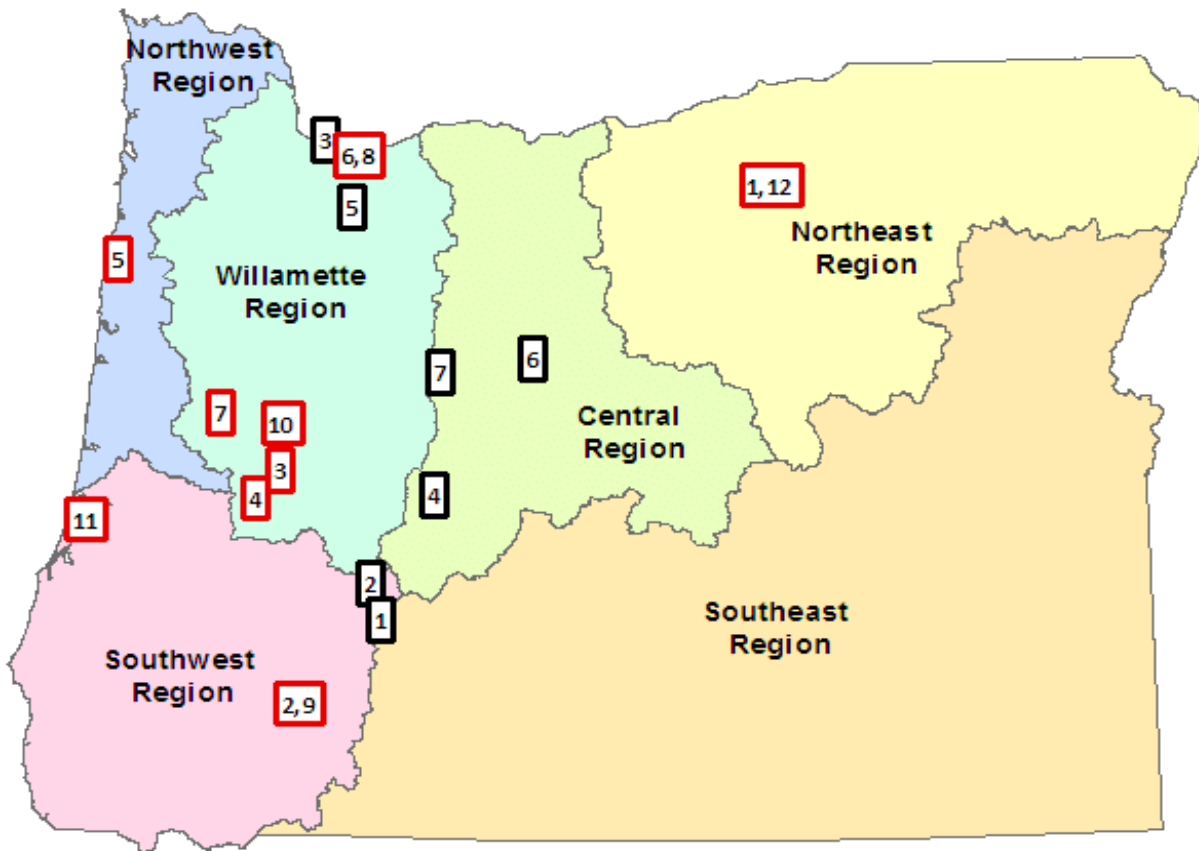 Northwest
Region
3
6,8
1,12
5
Northeast
Region
5
Willamette
Region
7
6
7
10
Central
Region
3
4
4
11
2
1
Southeast
Region
Southwest
Region
2,9